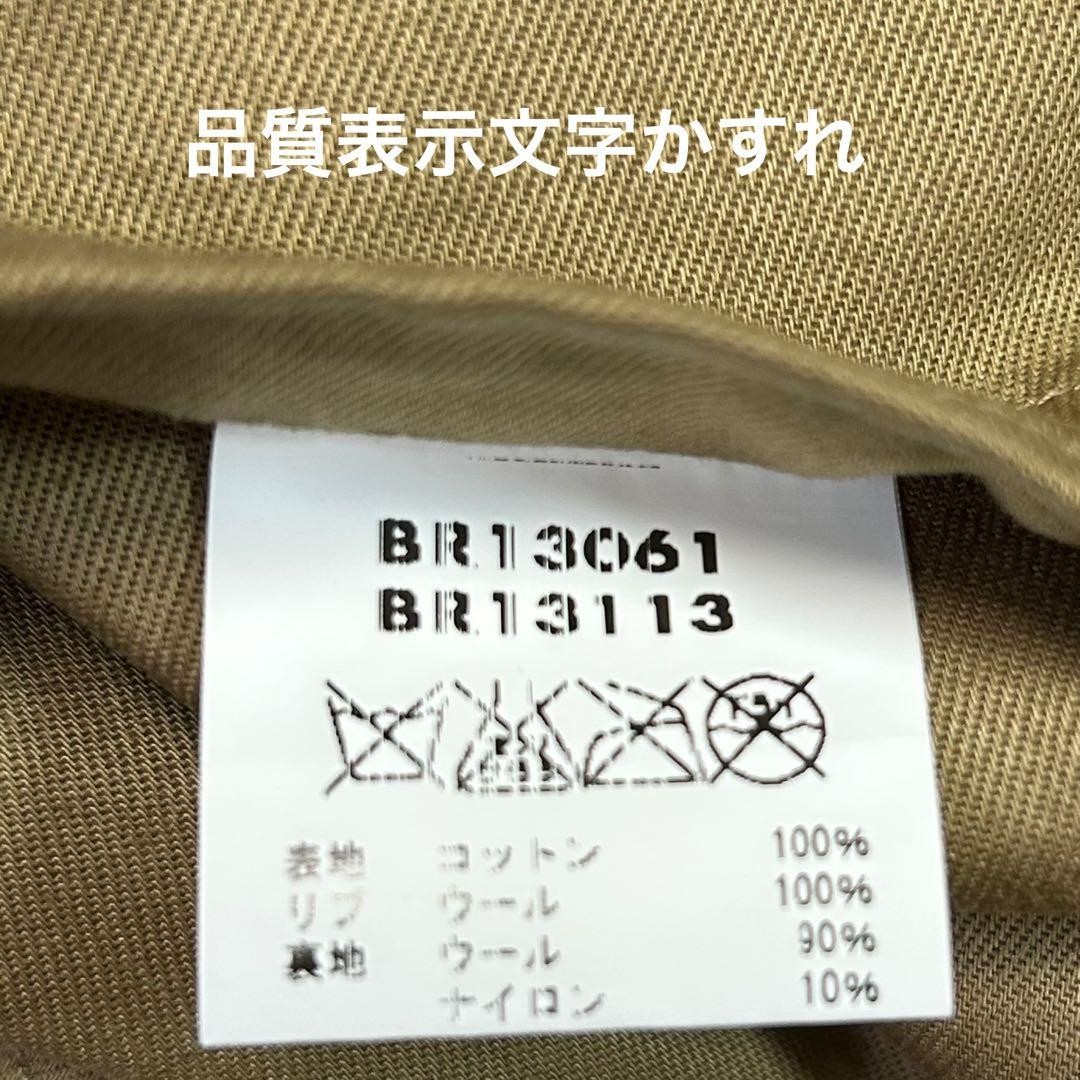 品質表示文字かすれ
BR13061
BR13113
表地 コットン 100%
リブ ウール 100%
裏地 ウール 90%
ナイロン 10%